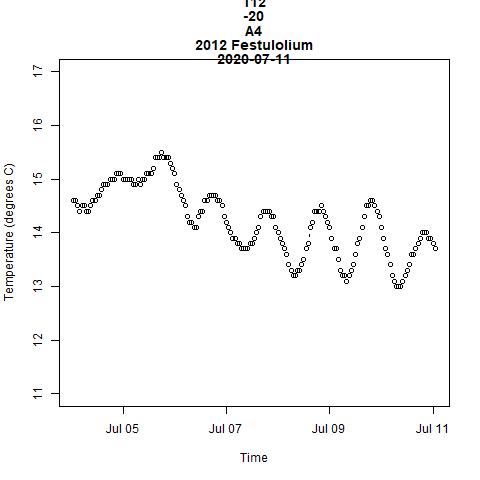 T12
-20
A4
2012 Festulolium
2020-07-11
Temperature (degrees C)
17
16
15
14
13
12
11
Jul 05
Jul 07
Jul 09
Jul 11
Time